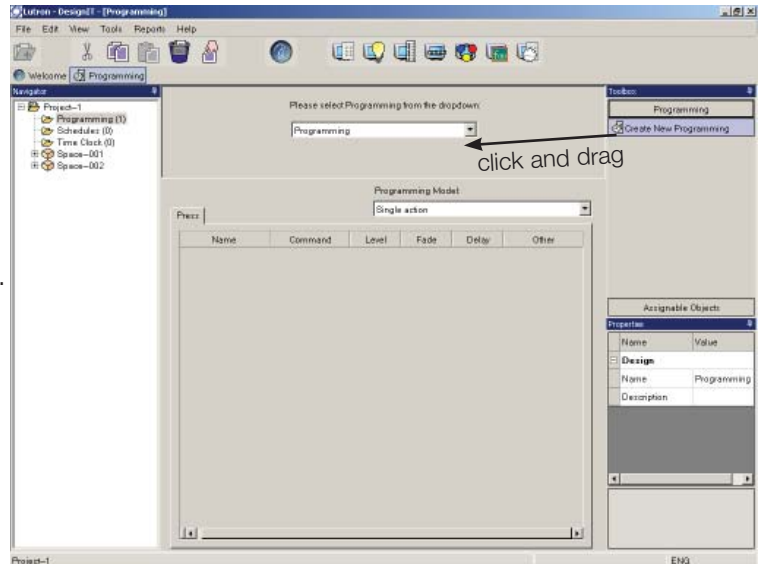 Lutron - DesignIT - [Programming]
File Edit View Tools Reports Help
Welcome Programming
Navigator
Project-1
Programming (1)
Schedules (0)
Time Clock (0)
Space-001
Space-002
Please select Programming from the dropdown:
Programming
click and drag
Programming Model:
Single action
Press
Name Command Level Fade Delay Other
Toolbox
Programming
Create New Programming
Assignable Objects
Properties
Name Value
Design
Name Programming
Description
.
Project-1 ENG